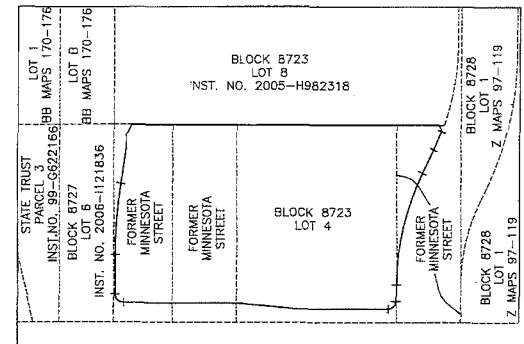 LOT 1
BB MAPS 170-176
LOT B
BB MAPS 170-176
BLOCK 8723
LOT 8
INST. NO. 2005-H982318
BLOCK 8728
LOT 1
Z MAPS 97-119
STATE TRUST
PARCEL 3
INST. NO. 99-G622166
BLOCK 8727
LOT 6
INST. NO. 2006-I121836
FORMER
MINNESOTA
STREET
FORMER
MINNESOTA
STREET
BLOCK 8723
LOT 4
FORMER
MINNESOTA
STREET
BLOCK 8728
LOT 1
Z MAPS 97-119